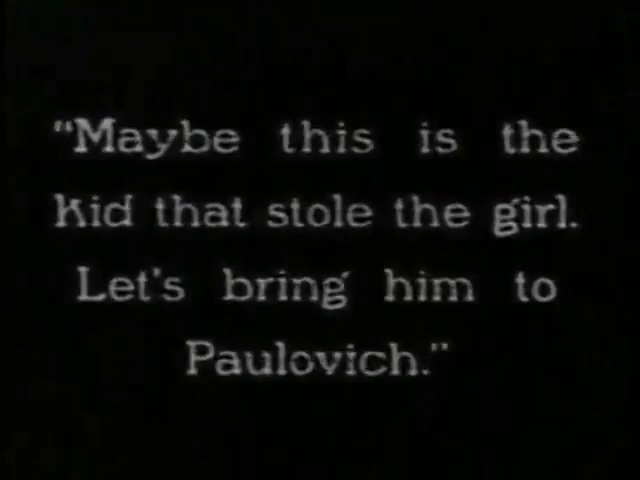 "Maybe this is the
Kid that stole the girl.
Let's bring him to
Paulovich."